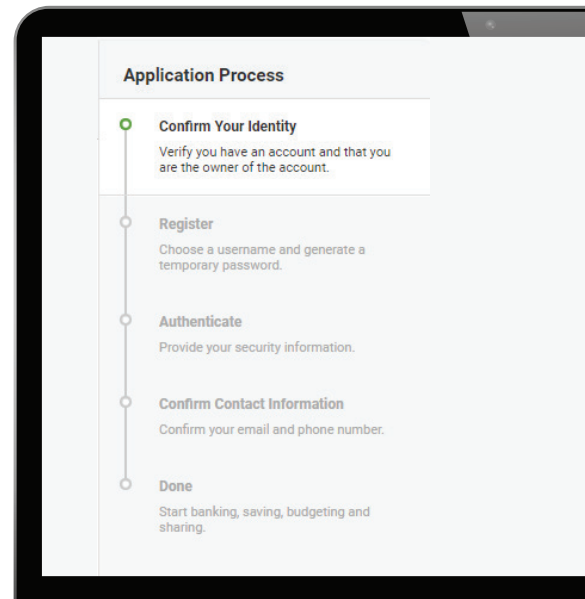 Application Process
Confirm Your Identity
Verify you have an account and that you
are the owner of the account.
Register
Choose a username and generate a
temporary password.
Authenticate
Provide your security information.
Confirm Contact Information
Confirm your email and phone number.
Done
Start banking, saving, budgeting and
sharing.